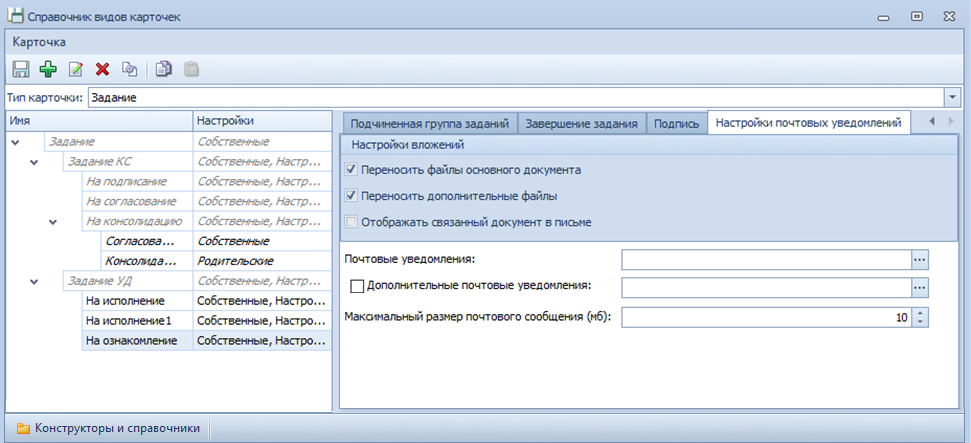 Справочник видов карточек
Карточка
Тип карточки: Задание
Имя Настройки
Задание Собственные
Задание КС Собственные, Настр...
На подписание Собственные, Настр...
На согласование Собственные, Настр...
На консолидацию Собственные, Настр...
Согласова... Собственные
Консолида... Родительские
Задание УД Собственные, Настр...
На исполнение Собственные, Настро...
На исполнение1 Собственные, Настро...
На ознакомление Собственные, Настро...
Подчиненная группа заданий Завершение задания Подпись Настройки почтовых уведомлений
Настройки вложений
Переносить файлы основного документа
Переносить дополнительные файлы
Отображать связанный документ в письме
Почтовые уведомления: ...
Дополнительные почтовые уведомления: ...
Максимальный размер почтового сообщения (мб): 10
Конструкторы и справочники